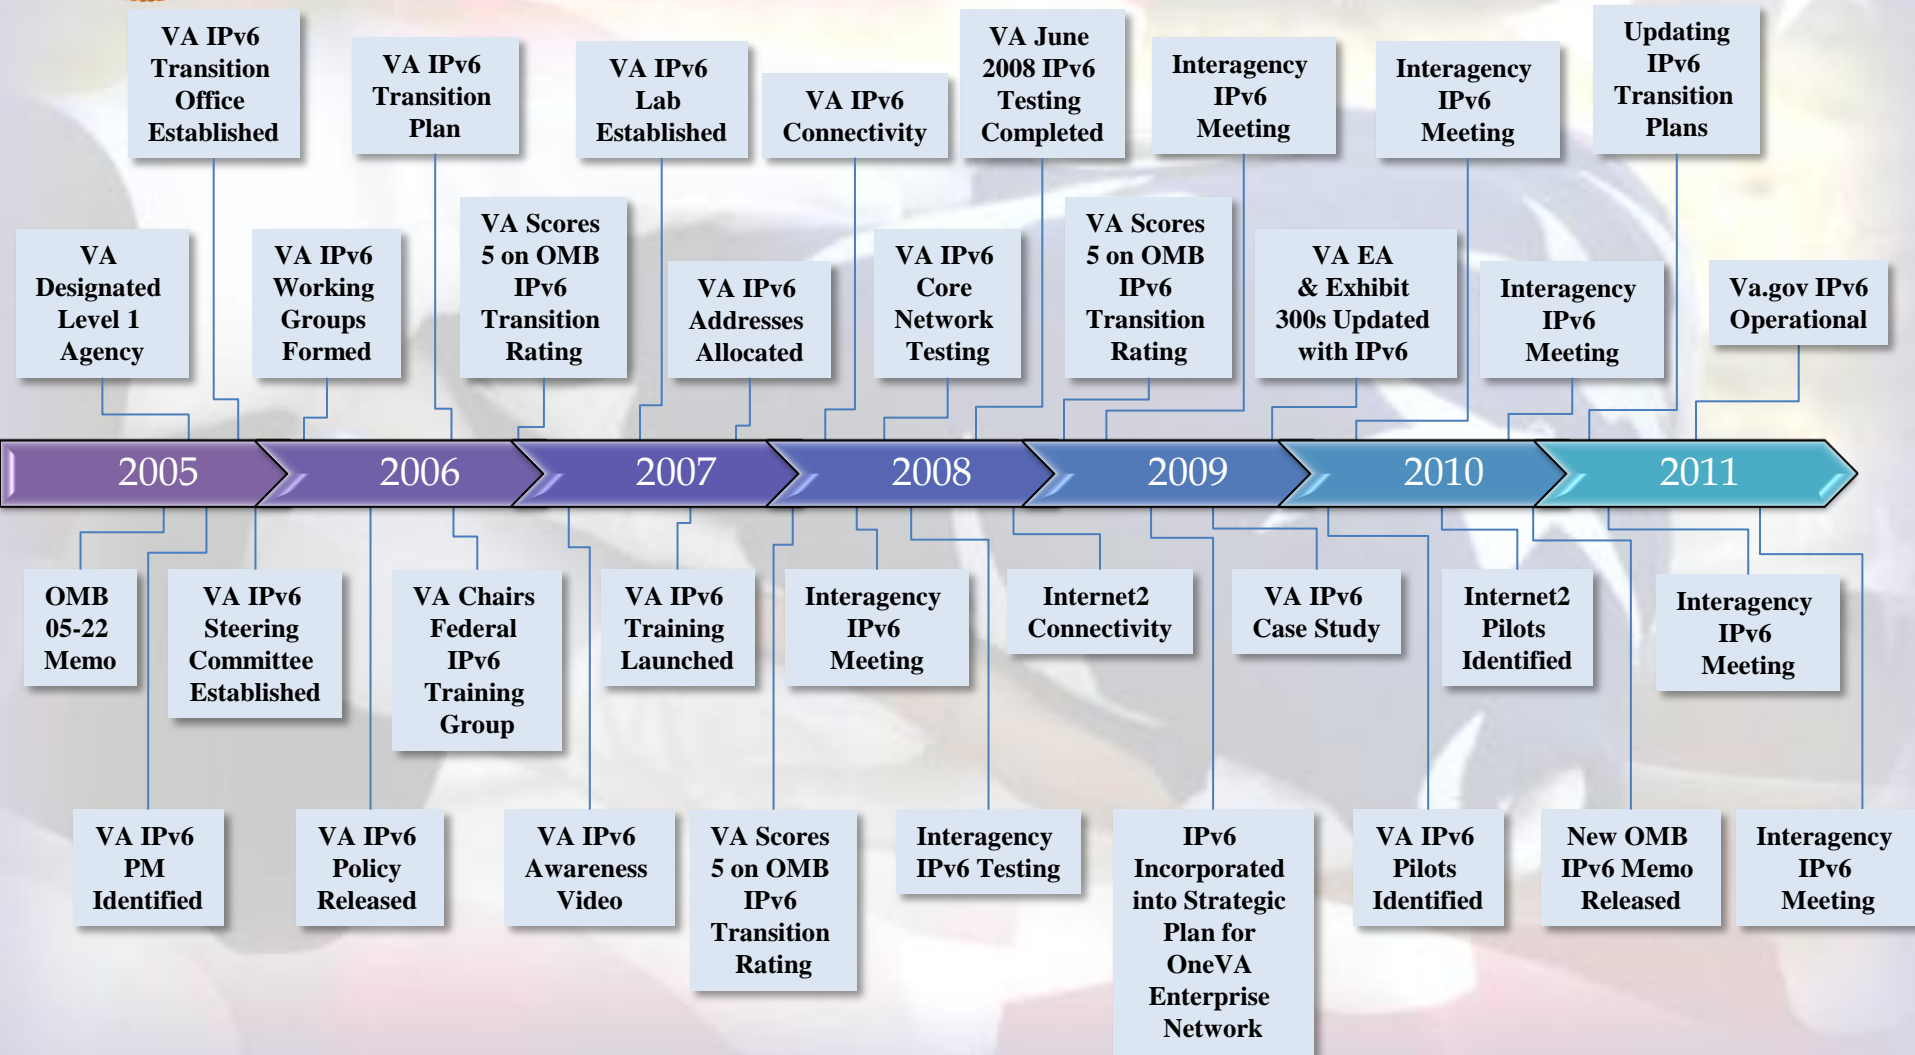 VA IPv6
Transition
Office
Established
VA IPv6
Transition
Plan
VA IPv6
Lab
Established
VA IPv6
Connectivity
VA June
2008 IPv6
Testing
Completed
Interagency
IPv6
Meeting
Interagency
IPv6
Meeting
Updating
IPv6
Transition
Plans
VA
Designated
Level 1
Agency
VA IPv6
Working
Groups
Formed
VA Scores
5 on OMB
IPv6
Transition
Rating
VA IPv6
Addresses
Allocated
VA IPv6
Core
Network
Testing
VA Scores
5 on OMB
IPv6
Transition
Rating
VA EA
& Exhibit
300s Updated
with IPv6
Interagency
IPv6
Meeting
Va.gov IPv6
Operational
2005
2006
2007
2008
2009
2010
2011
OMB
05-22
Memo
VA IPv6
Steering
Committee
Established
VA Chairs
Federal
IPv6
Training
Group
VA IPv6
Training
Launched
Interagency
IPv6
Meeting
Internet2
Connectivity
VA IPv6
Case Study
Internet2
Pilots
Identified
Interagency
IPv6
Meeting
VA IPv6
PM
Identified
VA IPv6
Policy
Released
VA IPv6
Awareness
Video
VA Scores
5 on OMB
IPv6
Transition
Rating
Interagency
IPv6 Testing
IPv6
Incorporated
into Strategic
Plan for
OneVA
Enterprise
Network
VA IPv6
Pilots
Identified
New OMB
IPv6 Memo
Released
Interagency
IPv6
Meeting